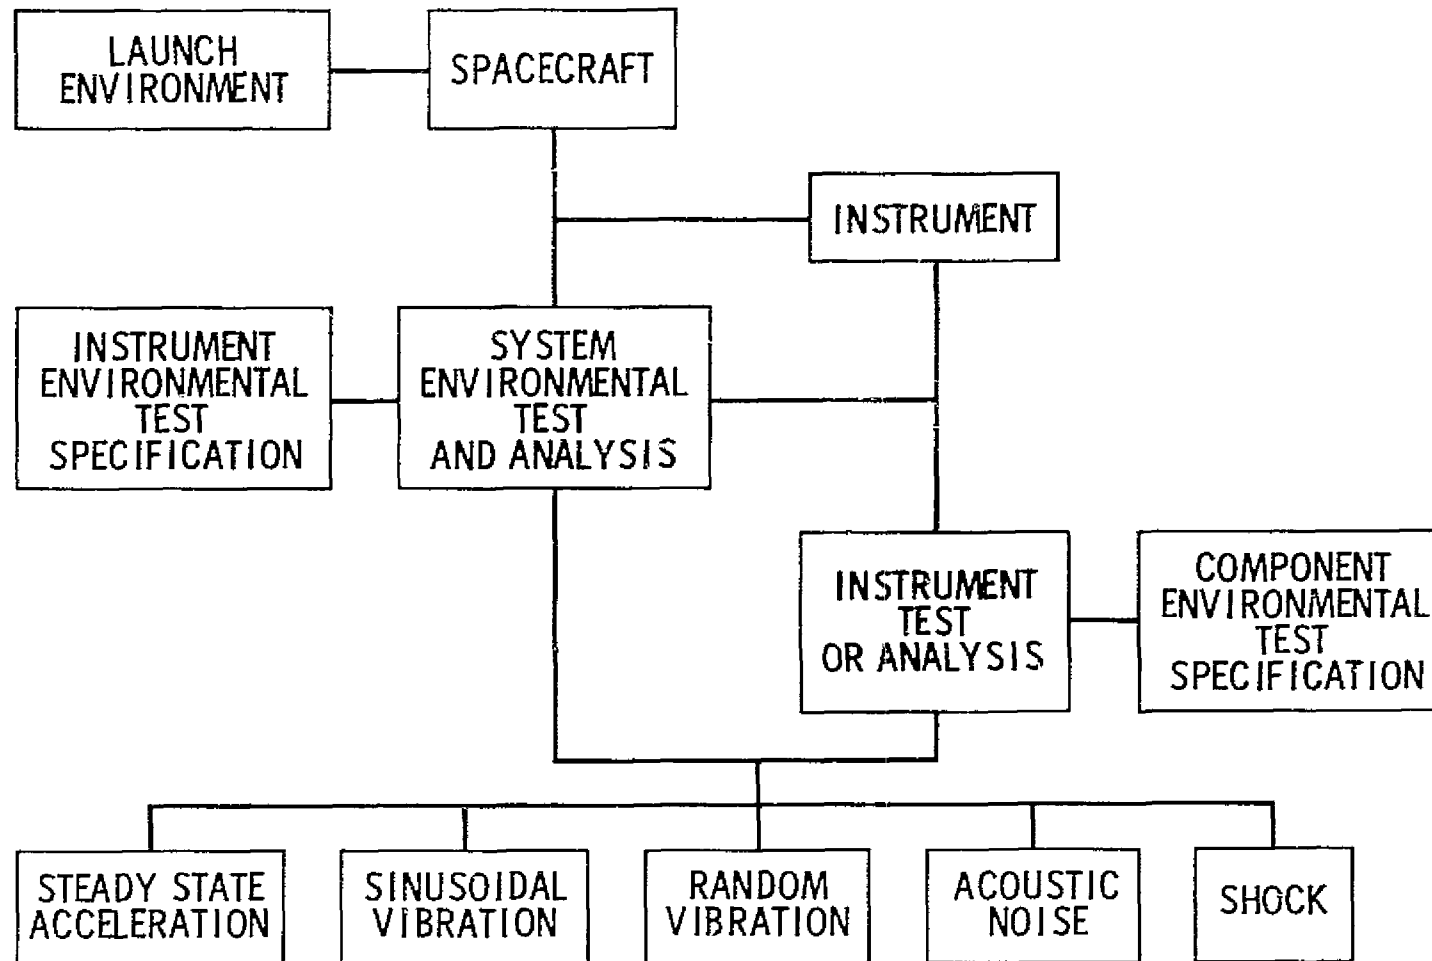 LAUNCH
ENVIRONMENT
SPACECRAFT
INSTRUMENT
INSTRUMENT
ENVIRONMENTAL
TEST
SPECIFICATION
SYSTEM
ENVIRONMENTAL
TEST
AND ANALYSIS
INSTRUMENT
TEST
OR ANALYSIS
COMPONENT
ENVIRONMENTAL
TEST
SPECIFICATION
STEADY STATE
ACCELERATION
SINUSOIDAL
VIBRATION
RANDOM
VIBRATION
ACOUSTIC
NOISE
SHOCK